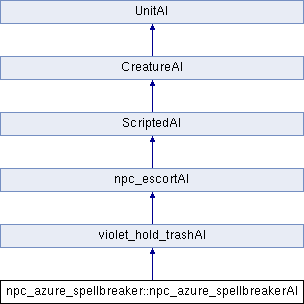 UnitAI
CreatureAI
ScriptedAI
npc_escortAI
violet_hold_trashAI
npc_azure_spellbreaker::npc_azure_spellbreakerAI